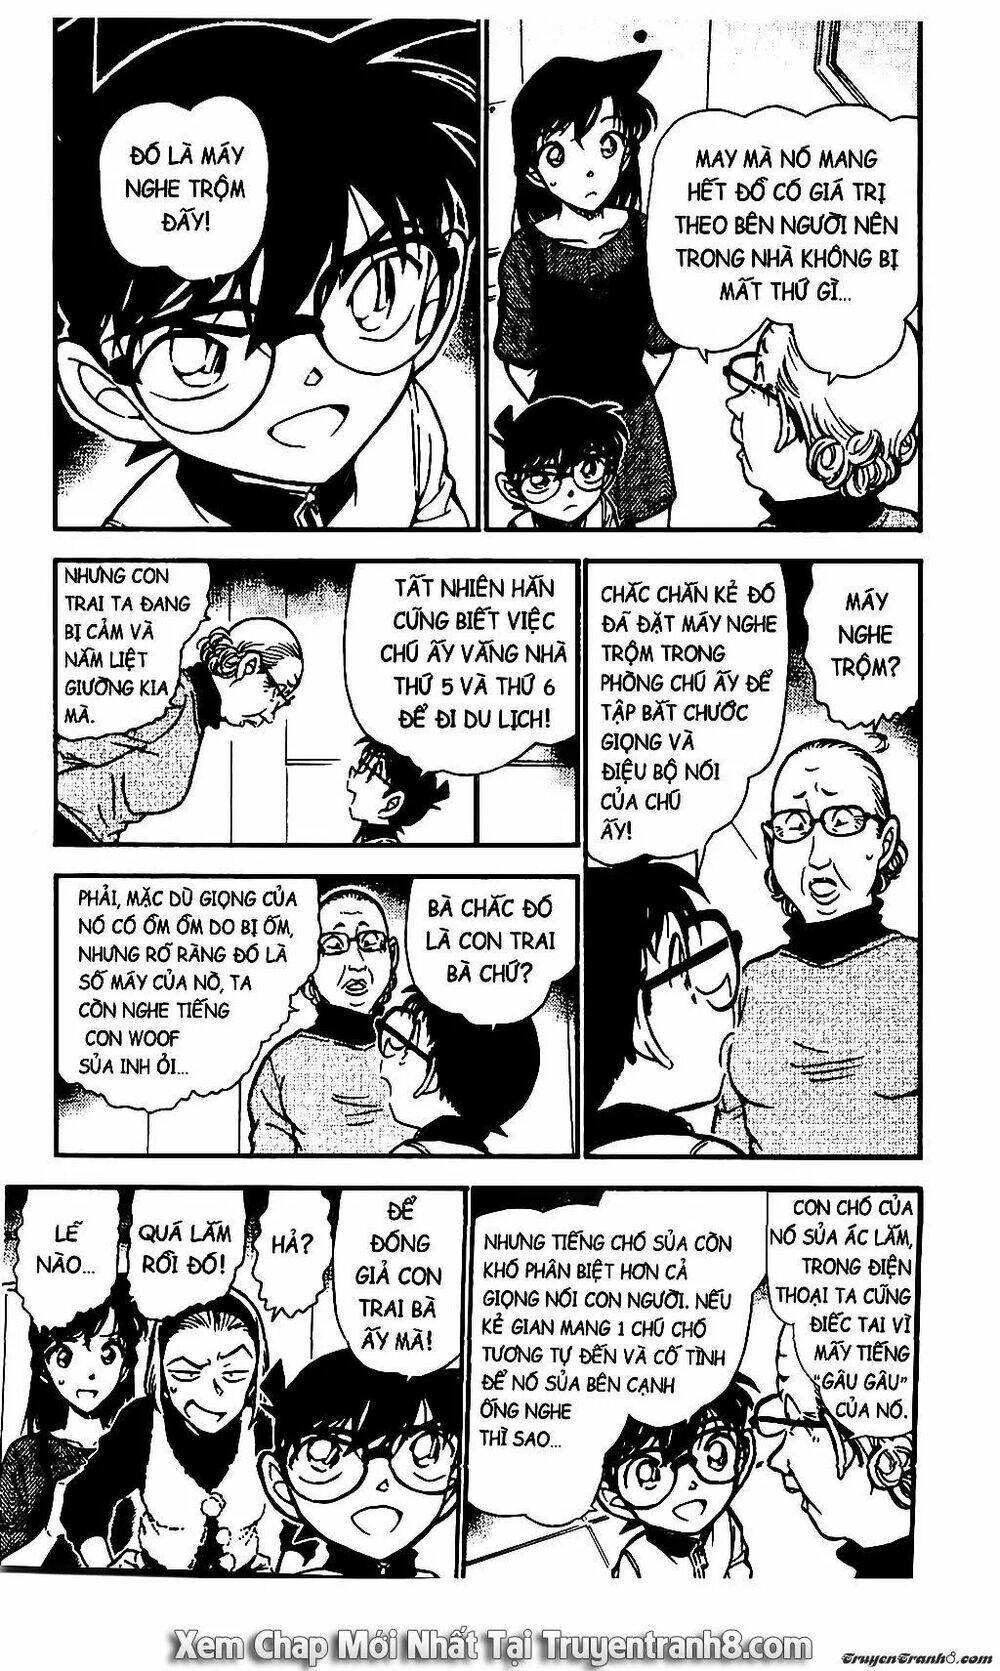 MAY MÀ NÓ MANG
HẾT ĐỒ CÓ GIÁ TRỊ
THEO BÊN NGƯỜI NÊN
TRONG NHÀ KHÔNG BỊ
MẤT THỨ GÌ...
ĐÓ LÀ MÁY
NGHE TRỘM
ĐẤY!
MÁY
NGHE
TRỘM?
CHẮC CHẮN KẺ ĐÓ
ĐÃ ĐẶT MÁY NGHE
TRỘM TRONG
PHÒNG CHÚ ẤY ĐỂ
TẬP BẮT CHƯỚC
GIỌNG VÀ
ĐIỆU BỘ NÓI
CỦA CHÚ
ẤY!
TẤT NHIÊN HẮN
CŨNG BIẾT VIỆC
CHÚ ẤY VẮNG NHÀ
THỨ 5 VÀ THỨ 6
ĐỂ ĐI DU LỊCH!
NHƯNG CON
TRAI TA ĐANG
BỊ CẢM VÀ
NẰM LIỆT
GIƯỜNG KIA
MÀ.
BÀ CHẮC ĐÓ
LÀ CON TRAI
BÀ CHỨ?
PHẢI, MẶC DÙ GIỌNG CỦA
NÓ CÓ ỒM ỒM DO BỊ ỐM,
NHƯNG RÕ RÀNG ĐÓ LÀ
SỐ MÁY CỦA NÓ, TA
CÒN NGHE TIẾNG
CON WOOF
SỦA INH ỎI...
CON CHÓ CỦA
NÓ SỦA ÁC LẮM,
TRONG ĐIỆN
THOẠI TA CŨNG
ĐIẾC TAI VÌ
MẤY TIẾNG
“GÂU GÂU”
CỦA NÓ.
NHƯNG TIẾNG CHÓ SỦA CÒN
KHÓ PHÂN BIỆT HƠN CẢ
GIỌNG NÓI CON NGƯỜI. NẾU
KẺ GIAN MANG 1 CHÚ CHÓ
TƯƠNG TỰ ĐẾN VÀ CỐ TÌNH
ĐỂ NÓ SỦA BÊN CẠNH
ỐNG NGHE
THÌ SAO...
ĐỂ
ĐÓNG
GIẢ CON
TRAI BÀ
ẤY MÀ!
HẢ?
QUÁ LẮM
RỒI ĐÓ!
LẼ
NÀO...
Xem Chap Mới Nhất Tại Truyentranh8.com
TruyenTranh8.com